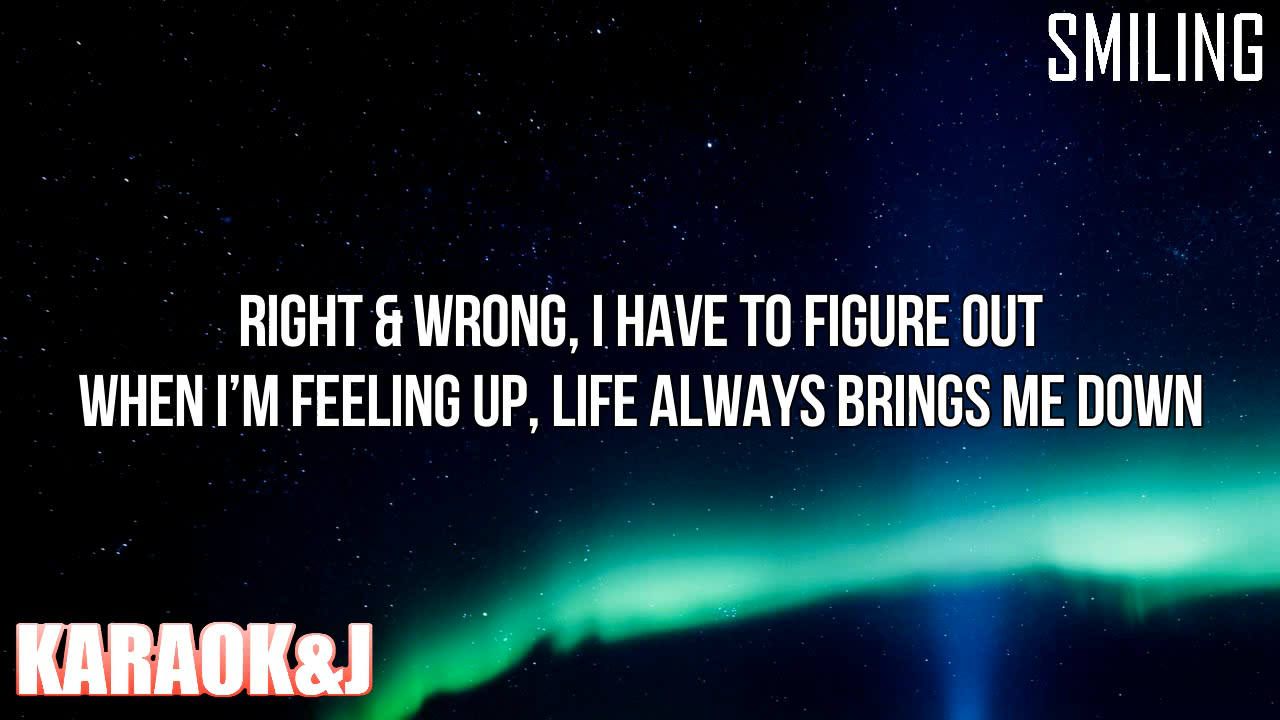 SMILING
RIGHT & WRONG, I HAVE TO FIGURE OUT
WHEN I’M FEELING UP, LIFE ALWAYS BRINGS ME DOWN
KARAOK&J